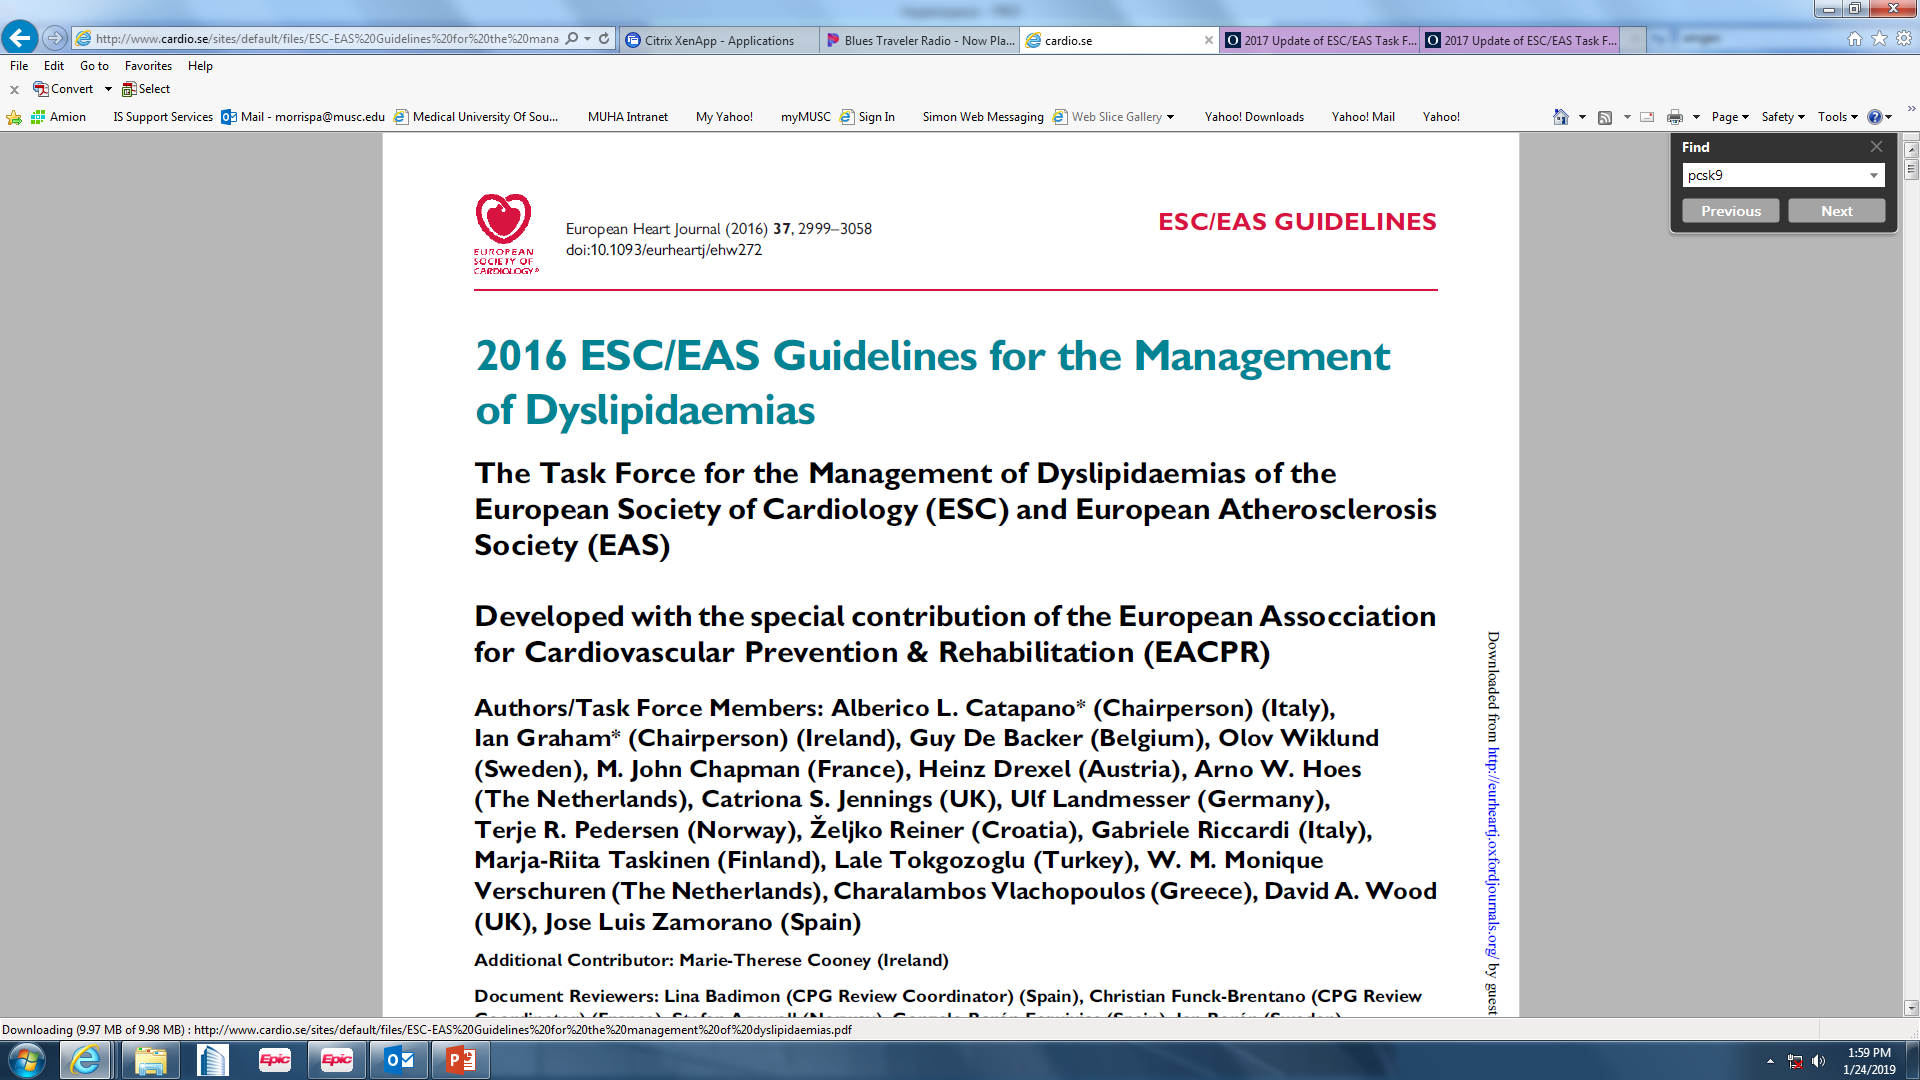 http://www.cardio.se/sites/default/files/ESC-EAS%20Guidelines%20for%20the%20mana
Citrix XenApp - Applications
Blues Traveler Radio - Now Pla...
cardio.se
2017 Update of ESC/EAS Task F...
2017 Update of ESC/EAS Task F...
File Edit Go to Favorites Help
x Convert Select
Amion IS Support Services Mail - morrispa@musc.edu Medical University Of Sou... MUHA Intranet My Yahoo! myMUSC Sign In Simon Web Messaging Web Slice Gallery Yahoo! Downloads Yahoo! Mail Yahoo! Page Safety Tools
Find
pcsk9
Previous Next
EUROPEAN
SOCIETY OF
CARDIOLOGY®
European Heart Journal (2016) 37, 2999–3058
doi:10.1093/eurheartj/ehw272
ESC/EAS GUIDELINES
2016 ESC/EAS Guidelines for the Management
of Dyslipidaemias
The Task Force for the Management of Dyslipidaemias of the
European Society of Cardiology (ESC) and European Atherosclerosis
Society (EAS)
Developed with the special contribution of the European Assocciation
for Cardiovascular Prevention & Rehabilitation (EACPR)
Authors/Task Force Members: Alberico L. Catapano* (Chairperson) (Italy),
Ian Graham* (Chairperson) (Ireland), Guy De Backer (Belgium), Olov Wiklund
(Sweden), M. John Chapman (France), Heinz Drexel (Austria), Arno W. Hoes
(The Netherlands), Catriona S. Jennings (UK), Ulf Landmesser (Germany),
Terje R. Pedersen (Norway), Željko Reiner (Croatia), Gabriele Riccardi (Italy),
Marja-Riita Taskinen (Finland), Lale Tokgozoglu (Turkey), W. M. Monique
Verschuren (The Netherlands), Charalambos Vlachopoulos (Greece), David A. Wood
(UK), Jose Luis Zamorano (Spain)
Additional Contributor: Marie-Therese Cooney (Ireland)
Document Reviewers: Lina Badimon (CPG Review Coordinator) (Spain), Christian Funck-Brentano (CPG Review
Downloaded from http://eurheartj.oxfordjournals.org/ by guest
Downloading (9.97 MB of 9.98 MB) : http://www.cardio.se/sites/default/files/ESC-EAS%20Guidelines%20for%20the%20management%20of%20dyslipidaemias.pdf
Epic
Epic
1:59 PM
1/24/2019